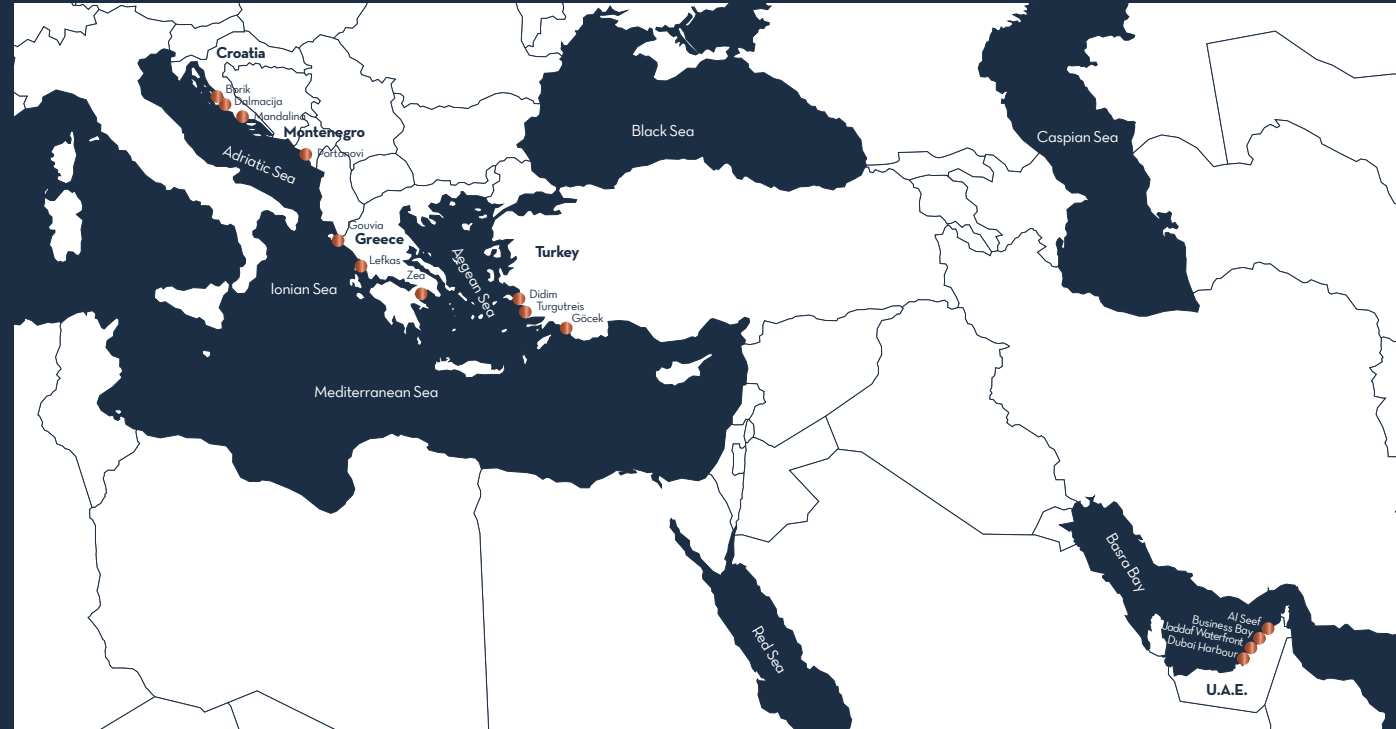 Croatia
Borik
Dalmacija
Mandalina
Montenegro
Portonovi
Adriatic Sea
Black Sea
Caspian Sea
Gouvia
Greece
Lefkas
Zea
Aegean Sea
Turkey
Ionian Sea
Didim
Turgutreis
Göcek
Mediterranean Sea
Basra Bay
Red Sea
Al Seef
Business Bay
Jaddaf Waterfront
Dubai Harbour
U.A.E.